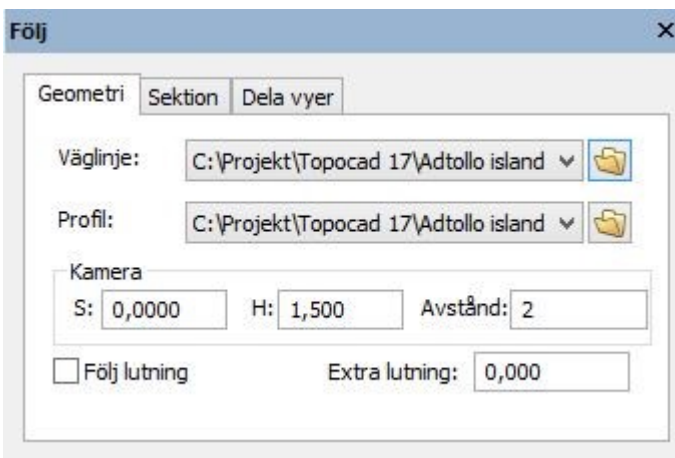 Följ
Geometri Sektion Dela vyer
Väglinje: C:\Projekt\Topocad 17\Adtollo island
Profil: C:\Projekt\Topocad 17\Adtollo island
Kamera
S: 0,0000 H: 1,500 Avstånd: 2
Följ lutning Extra lutning: 0,000